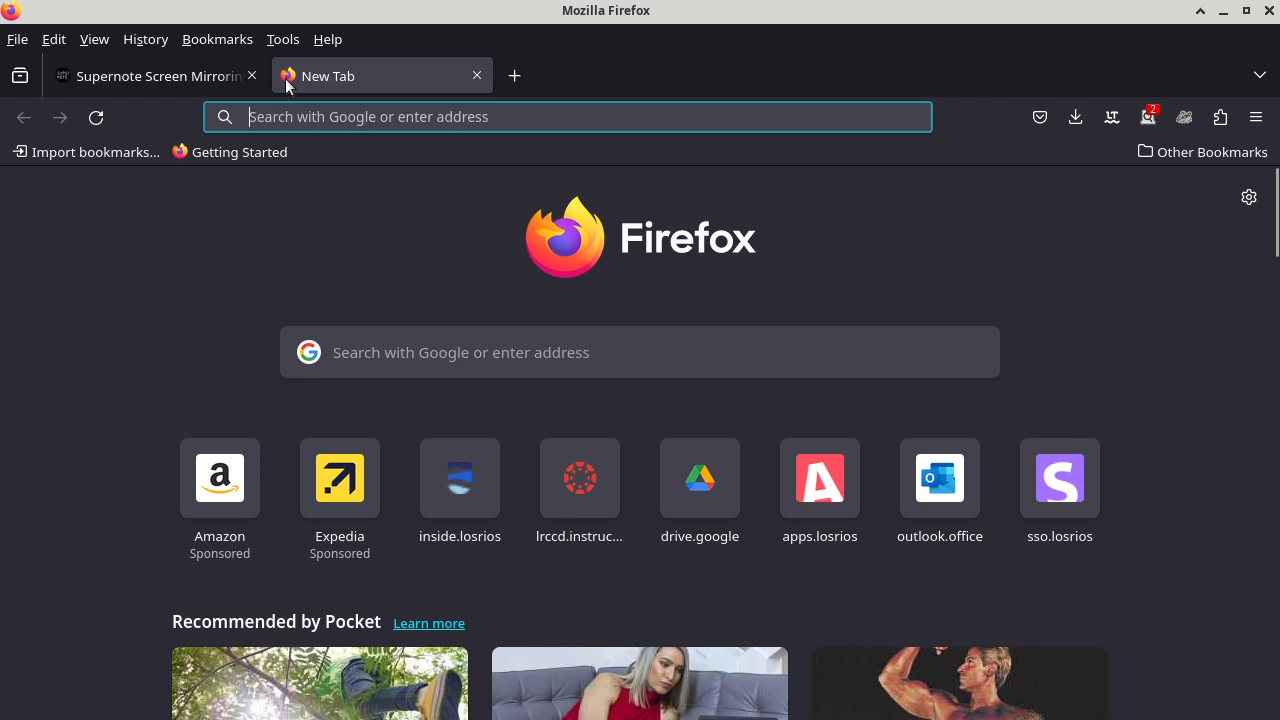 Mozilla Firefox
File Edit View History Bookmarks Tools Help
Supernote Screen Mirrorin
New Tab
Search with Google or enter address
2
Import bookmarks...
Getting Started
Other Bookmarks
Firefox
Search with Google or enter address
Amazon
Sponsored
Expedia
Sponsored
inside.losrios
lrccd.instruc...
drive.google
apps.losrios
outlook.office
sso.losrios
Recommended by Pocket Learn more